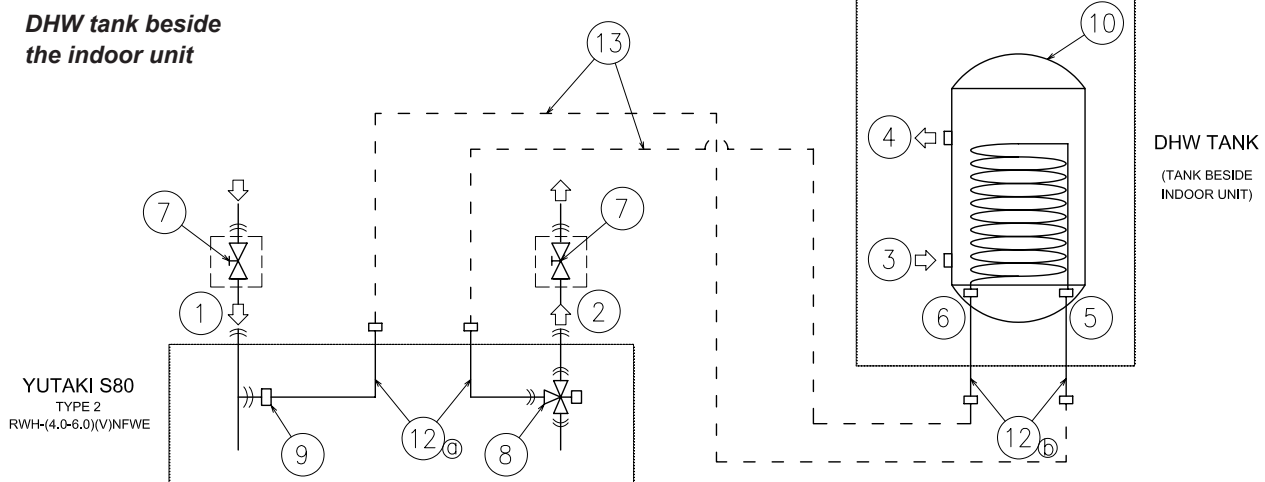 DHW tank beside
the indoor unit
13
10
4
DHW TANK
(TANK BESIDE
INDOOR UNIT)
7
7
3
1
2
6
5
YUTAKI S80
TYPE 2
RWH-(4.0-6.0)(V)NFWE
9
12 a
8
12 b